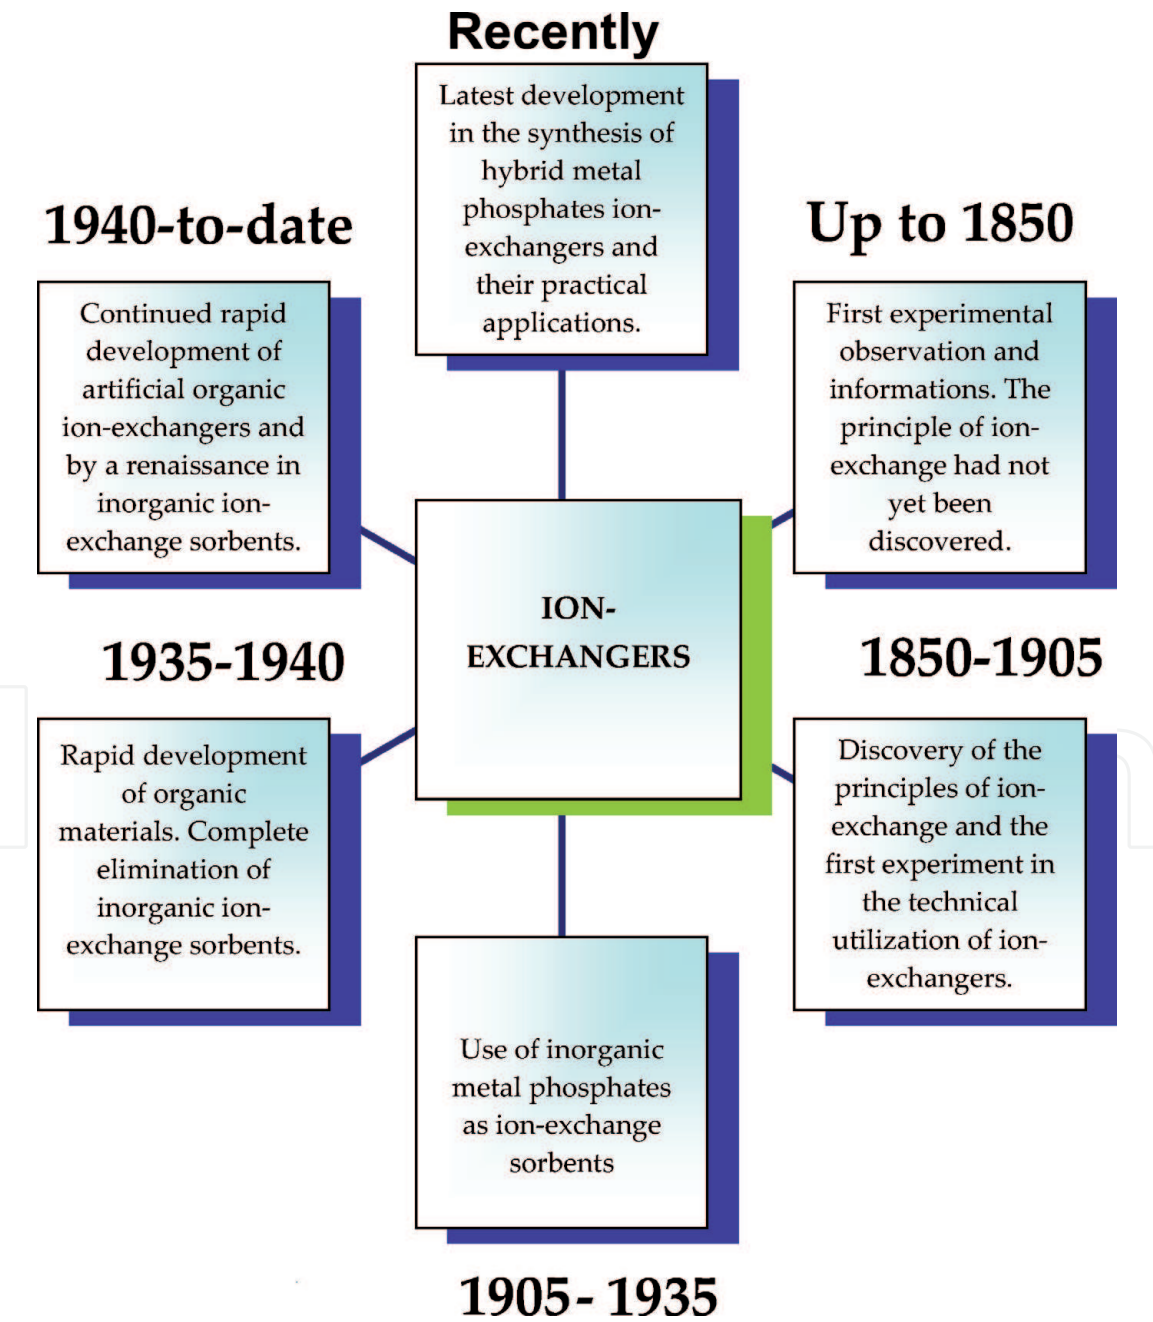 Recently
Latest development
in the synthesis of
hybrid metal
phosphates ion-
exchangers and
their practical
applications.
Up to 1850
First experimental
observation and
informations. The
principle of ion-
exchange had not
yet been
discovered.
1850-1905
Discovery of the
principles of ion-
exchange and the
first experiment in
the technical
utilization of ion-
exchangers.
1905- 1935
Use of inorganic
metal phosphates
as ion-exchange
sorbents
1935-1940
Rapid development
of organic
materials. Complete
elimination of
inorganic ion-
exchange sorbents.
1940-to-date
Continued rapid
development of
artificial organic
ion-exchangers and
by a renaissance in
inorganic ion-
exchange sorbents.
ION-
EXCHANGERS